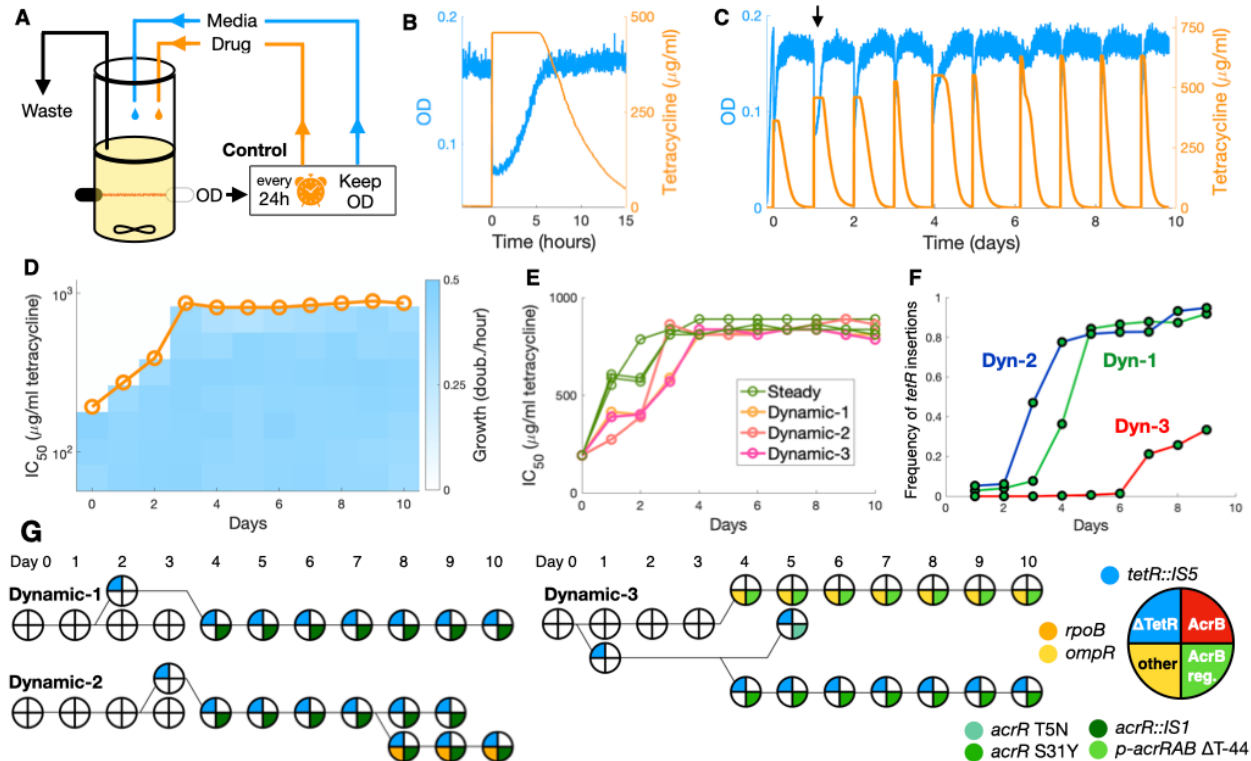 A
Media
Drug
Waste
Control
OD
every
24h
Keep
OD
B
0.2
0.1
OD
500
250
0
Tetracycline (μg/ml)
0
5
10
15
Time (hours)
C
0.2
0.1
0
OD
750
500
250
0
Tetracycline (μg/ml)
0
2
4
6
8
10
Time (days)
D
10³
10²
IC50 (μg/ml tetracycline)
0
2
4
6
8
10
Days
0.5
0.25
0
Growth (doub./hour)
E
1000
500
0
IC50 (μg/ml tetracycline)
Steady
Dynamic-1
Dynamic-2
Dynamic-3
0
2
4
6
8
10
Days
F
1
0.8
0.6
0.4
0.2
0
Frequency of tetR insertions
Dyn-2
Dyn-1
Dyn-3
0
2
4
6
8
10
Days
G
Day 0 1 2 3 4 5 6 7 8 9 10
Dynamic-1
Dynamic-2
Day 0 1 2 3 4 5 6 7 8 9 10
Dynamic-3
tetR::IS5
rpoB
ompR
ΔTetR
AcrB
other
AcrB
reg.
acrR T5N
acrR::IS1
acrR S31Y
p-acrRAB ΔT-44